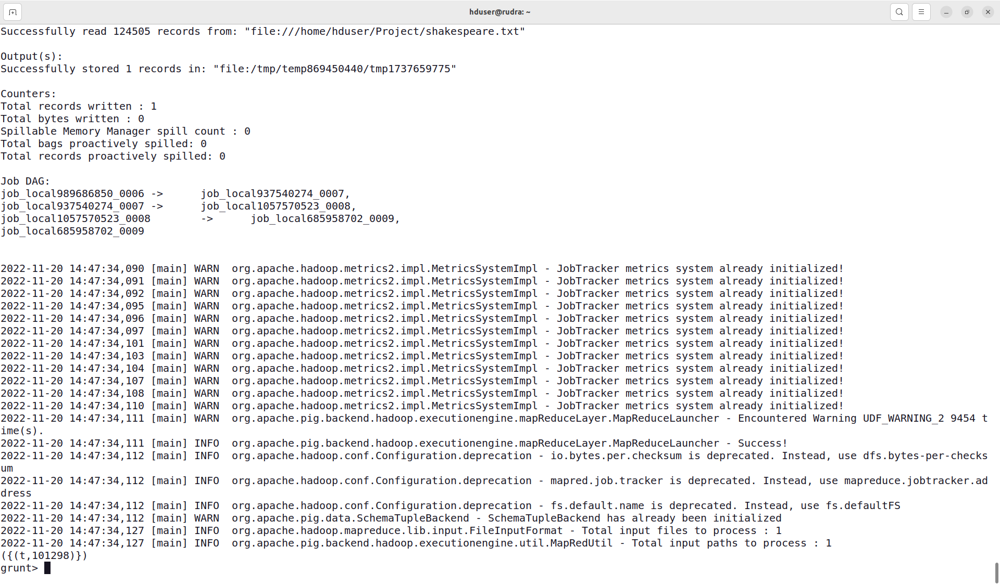 hduser@rudra: ~
Successfully read 124505 records from: "file:///home/hduser/Project/shakespeare.txt"
Output(s):
Successfully stored 1 records in: "file:/tmp/temp869450440/tmp1737659775"
Counters:
Total records written : 1
Total bytes written : 0
Spillable Memory Manager spill count : 0
Total bags proactively spilled: 0
Total records proactively spilled: 0
Job DAG:
job_local989686850_0006 ->      job_local937540274_0007,
job_local937540274_0007 ->      job_local1057570523_0008,
job_local1057570523_0008        ->      job_local685958702_0009,
job_local685958702_0009
2022-11-20 14:47:34,090 [main] WARN  org.apache.hadoop.metrics2.impl.MetricsSystemImpl - JobTracker metrics system already initialized!
2022-11-20 14:47:34,091 [main] WARN  org.apache.hadoop.metrics2.impl.MetricsSystemImpl - JobTracker metrics system already initialized!
2022-11-20 14:47:34,092 [main] WARN  org.apache.hadoop.metrics2.impl.MetricsSystemImpl - JobTracker metrics system already initialized!
2022-11-20 14:47:34,095 [main] WARN  org.apache.hadoop.metrics2.impl.MetricsSystemImpl - JobTracker metrics system already initialized!
2022-11-20 14:47:34,096 [main] WARN  org.apache.hadoop.metrics2.impl.MetricsSystemImpl - JobTracker metrics system already initialized!
2022-11-20 14:47:34,097 [main] WARN  org.apache.hadoop.metrics2.impl.MetricsSystemImpl - JobTracker metrics system already initialized!
2022-11-20 14:47:34,101 [main] WARN  org.apache.hadoop.metrics2.impl.MetricsSystemImpl - JobTracker metrics system already initialized!
2022-11-20 14:47:34,103 [main] WARN  org.apache.hadoop.metrics2.impl.MetricsSystemImpl - JobTracker metrics system already initialized!
2022-11-20 14:47:34,104 [main] WARN  org.apache.hadoop.metrics2.impl.MetricsSystemImpl - JobTracker metrics system already initialized!
2022-11-20 14:47:34,107 [main] WARN  org.apache.hadoop.metrics2.impl.MetricsSystemImpl - JobTracker metrics system already initialized!
2022-11-20 14:47:34,108 [main] WARN  org.apache.hadoop.metrics2.impl.MetricsSystemImpl - JobTracker metrics system already initialized!
2022-11-20 14:47:34,110 [main] WARN  org.apache.hadoop.metrics2.impl.MetricsSystemImpl - JobTracker metrics system already initialized!
2022-11-20 14:47:34,111 [main] WARN  org.apache.pig.backend.hadoop.executionengine.mapReduceLayer.MapReduceLauncher - Encountered Warning UDF_WARNING_2 9454 t
ime(s).
2022-11-20 14:47:34,111 [main] INFO  org.apache.pig.backend.hadoop.executionengine.mapReduceLayer.MapReduceLauncher - Success!
2022-11-20 14:47:34,112 [main] INFO  org.apache.hadoop.conf.Configuration.deprecation - io.bytes.per.checksum is deprecated. Instead, use dfs.bytes-per-checks
um
2022-11-20 14:47:34,112 [main] INFO  org.apache.hadoop.conf.Configuration.deprecation - mapred.job.tracker is deprecated. Instead, use mapreduce.jobtracker.ad
dress
2022-11-20 14:47:34,112 [main] INFO  org.apache.hadoop.conf.Configuration.deprecation - fs.default.name is deprecated. Instead, use fs.defaultFS
2022-11-20 14:47:34,112 [main] WARN  org.apache.pig.data.SchemaTupleBackend - SchemaTupleBackend has already been initialized
2022-11-20 14:47:34,127 [main] INFO  org.apache.hadoop.mapreduce.lib.input.FileInputFormat - Total input files to process : 1
2022-11-20 14:47:34,127 [main] INFO  org.apache.pig.backend.hadoop.executionengine.util.MapRedUtil - Total input paths to process : 1
({(t,101298)})
grunt>